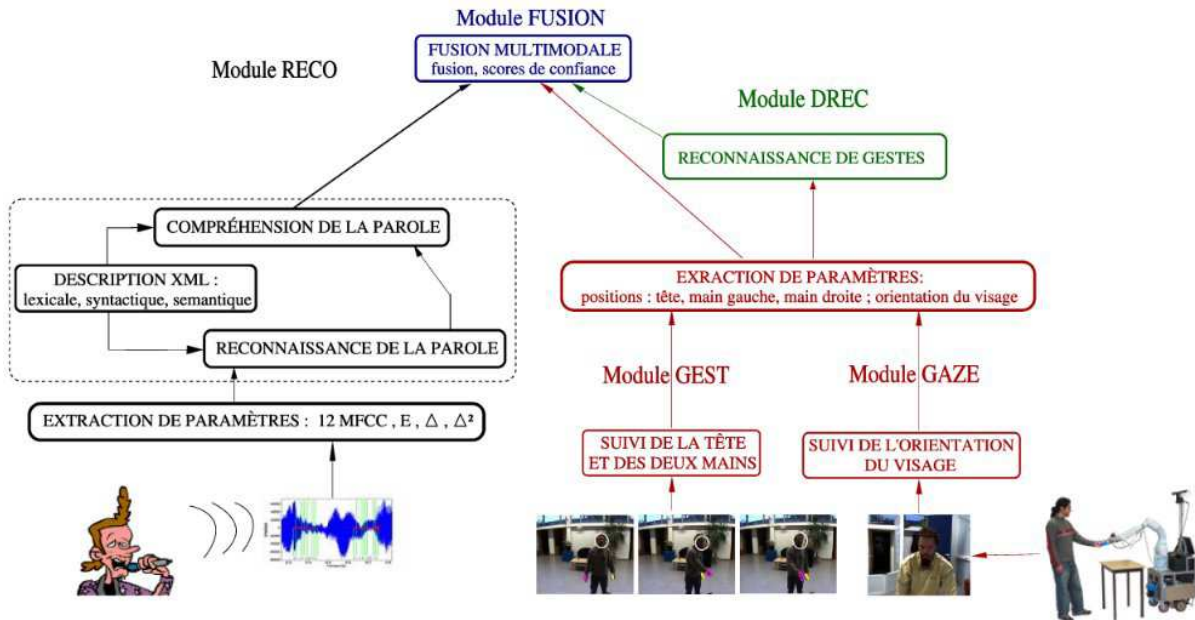 Module FUSION
FUSION MULTIMODALE
fusion, scores de confiance
Module RECO
Module DREC
RECONNAISSANCE DE GESTES
COMPRÉHENSION DE LA PAROLE
DESCRIPTION XML :
lexicale, syntactique, semantique
RECONNAISSANCE DE LA PAROLE
EXTRACTION DE PARAMÈTRES : 12 MFCC , E , Δ , Δ²
EXRACTION DE PARAMÈTRES:
positions : tête, main gauche, main droite ; orientation du visage
Module GEST
Module GAZE
SUIVI DE LA TÊTE
ET DES DEUX MAINS
SUIVI DE L'ORIENTATION
DU VISAGE